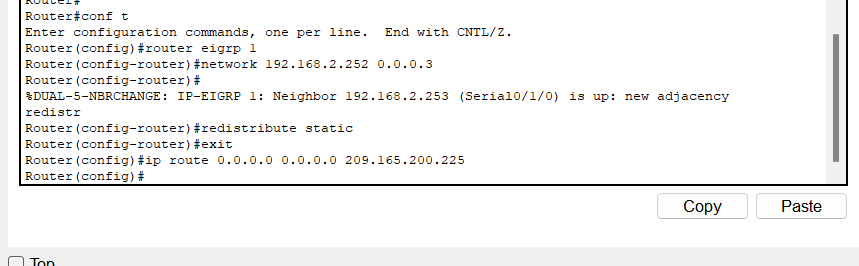 Router#
Router#conf t
Enter configuration commands, one per line.  End with CNTL/Z.
Router(config)#router eigrp 1
Router(config-router)#network 192.168.2.252 0.0.0.3
Router(config-router)#
%DUAL-5-NBRCHANGE: IP-EIGRP 1: Neighbor 192.168.2.253 (Serial0/1/0) is up: new adjacency
redistr
Router(config-router)#redistribute static
Router(config-router)#exit
Router(config)#ip route 0.0.0.0 0.0.0.0 209.165.200.225
Router(config)#
Copy
Paste
Top